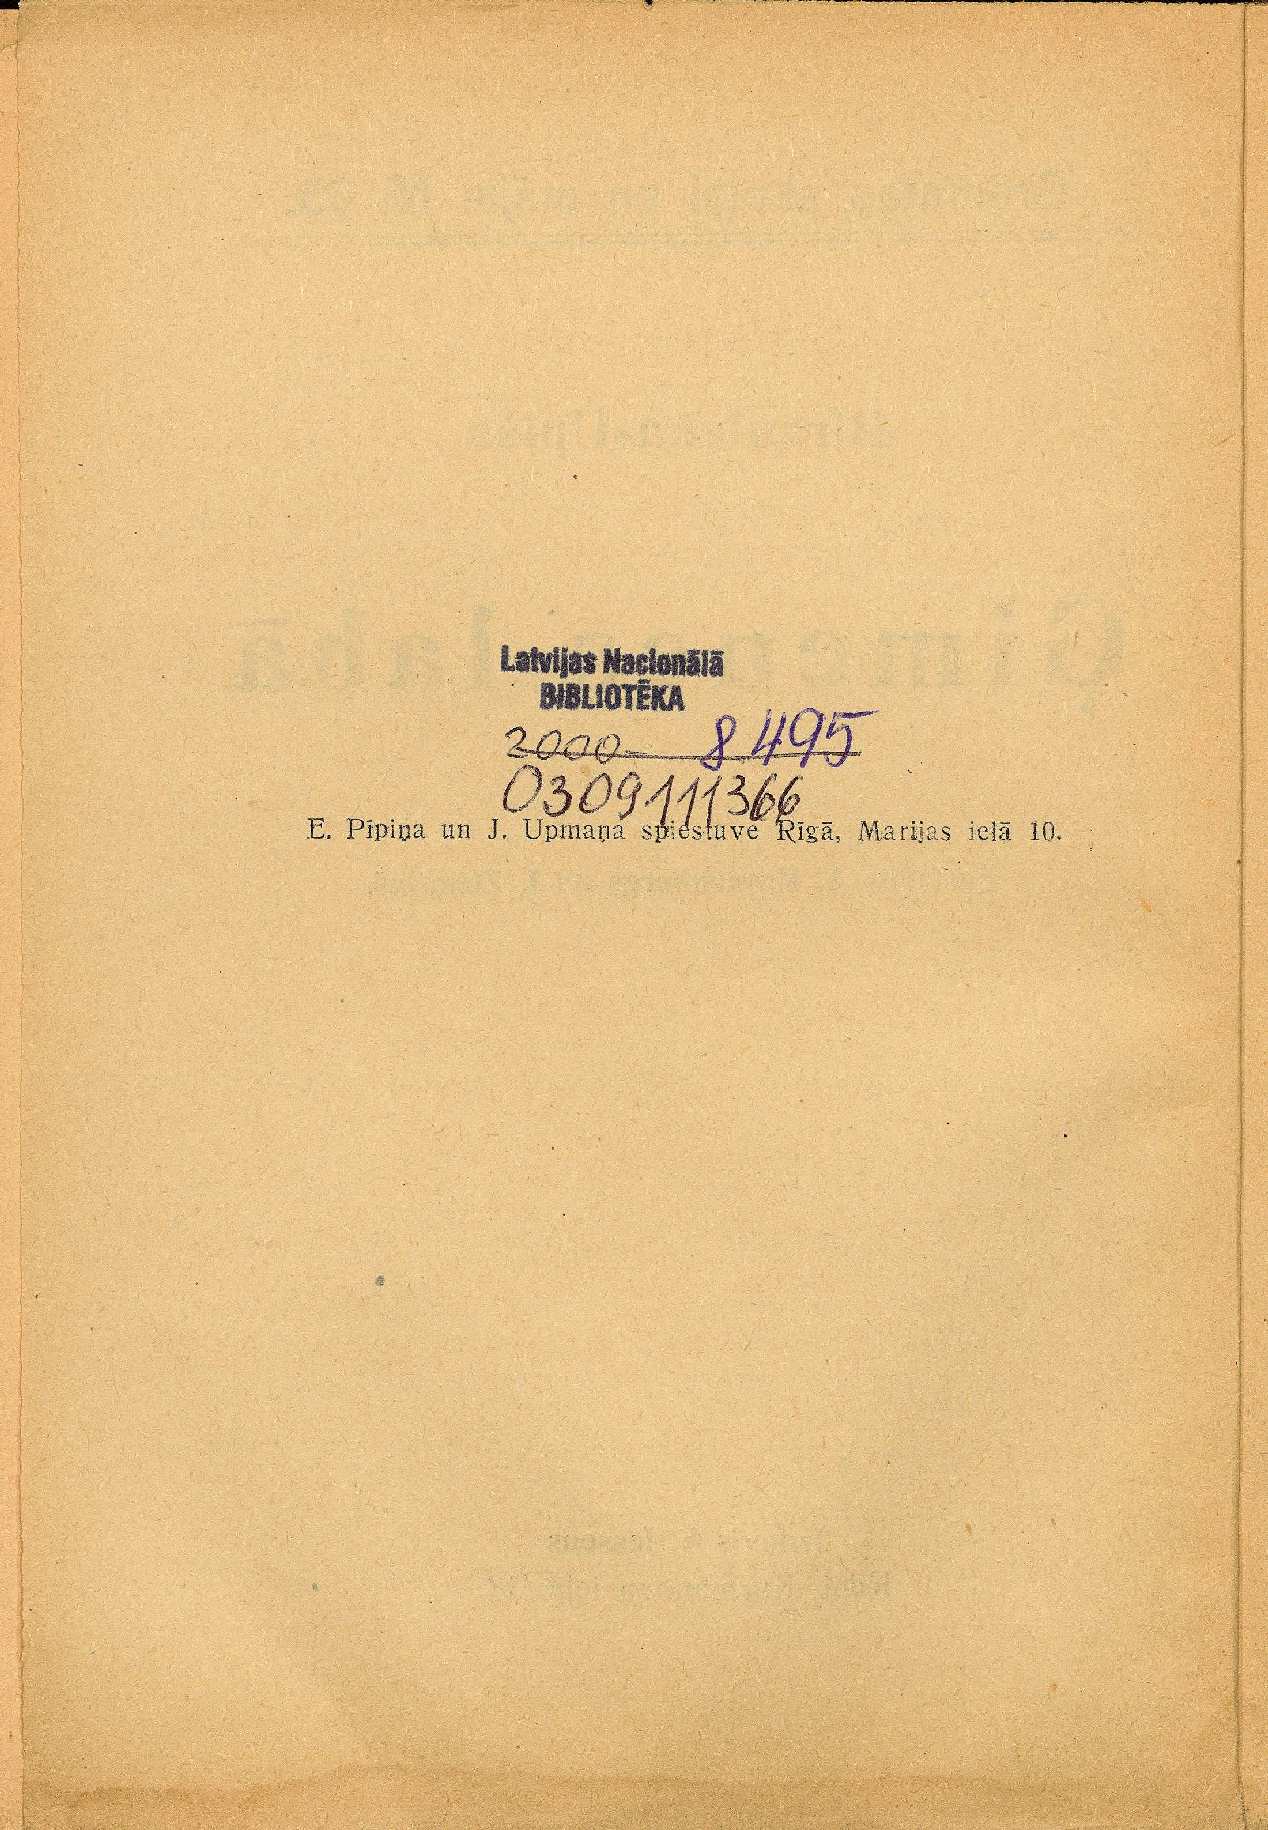 Latvijas Nacionālā
BIBLIOTĒKA
2000 8495
0309111366
E. Pīpiņa un J. Upmaņa spiestuve Rīgā, Marijas ielā 10.